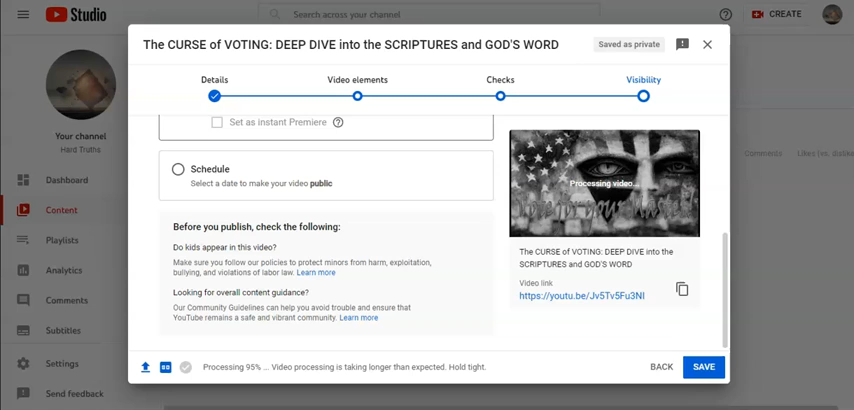 Studio
Search across your channel
CREATE
The CURSE of VOTING: DEEP DIVE into the SCRIPTURES and GOD'S WORD
Saved as private
Details
Video elements
Checks
Visibility
Your channel
Hard Truths
Dashboard
Content
Playlists
Analytics
Comments
Subtitles
Settings
Send feedback
Set as instant Premiere
Schedule
Select a date to make your video public
Before you publish, check the following:
Do kids appear in this video?
Make sure you follow our policies to protect minors from harm, exploitation,
bullying, and violations of labor law. Learn more
Looking for overall content guidance?
Our Community Guidelines can help you avoid trouble and ensure that
YouTube remains a safe and vibrant community. Learn more
Processing video...
Vote for your Master
The CURSE of VOTING: DEEP DIVE into the
SCRIPTURES and GOD'S WORD
Video link
https://youtu.be/Jv5Tv5Fu3NI
Comments
Likes (vs. dislike
Processing 95% ... Video processing is taking longer than expected. Hold tight.
BACK
SAVE